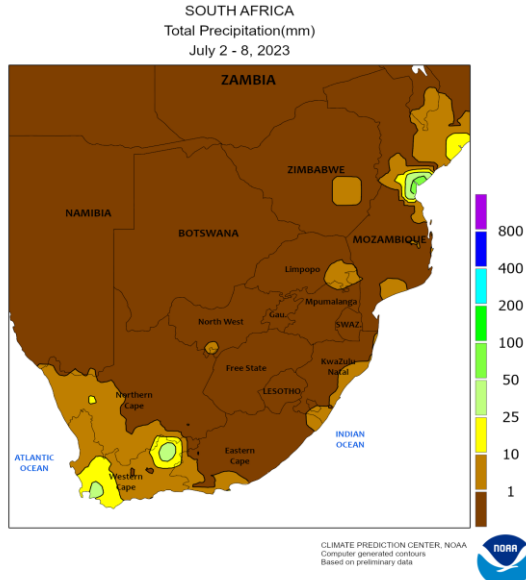 SOUTH AFRICA
Total Precipitation(mm)
July 2 - 8, 2023
ZAMBIA
ZIMBABWE
NAMIBIA
BOTSWANA
MOZAMBIQUE
Limpopo
Mpumalanga
North West
Gau.
SWAZ.
Free State
KwaZulu
Natal
LESOTHO
Northern
Cape
Eastern
Cape
Western
Cape
ATLANTIC
OCEAN
INDIAN
OCEAN
800
400
200
100
50
25
10
1
CLIMATE PREDICTION CENTER, NOAA
Computer generated contours
Based on preliminary data
NOAA